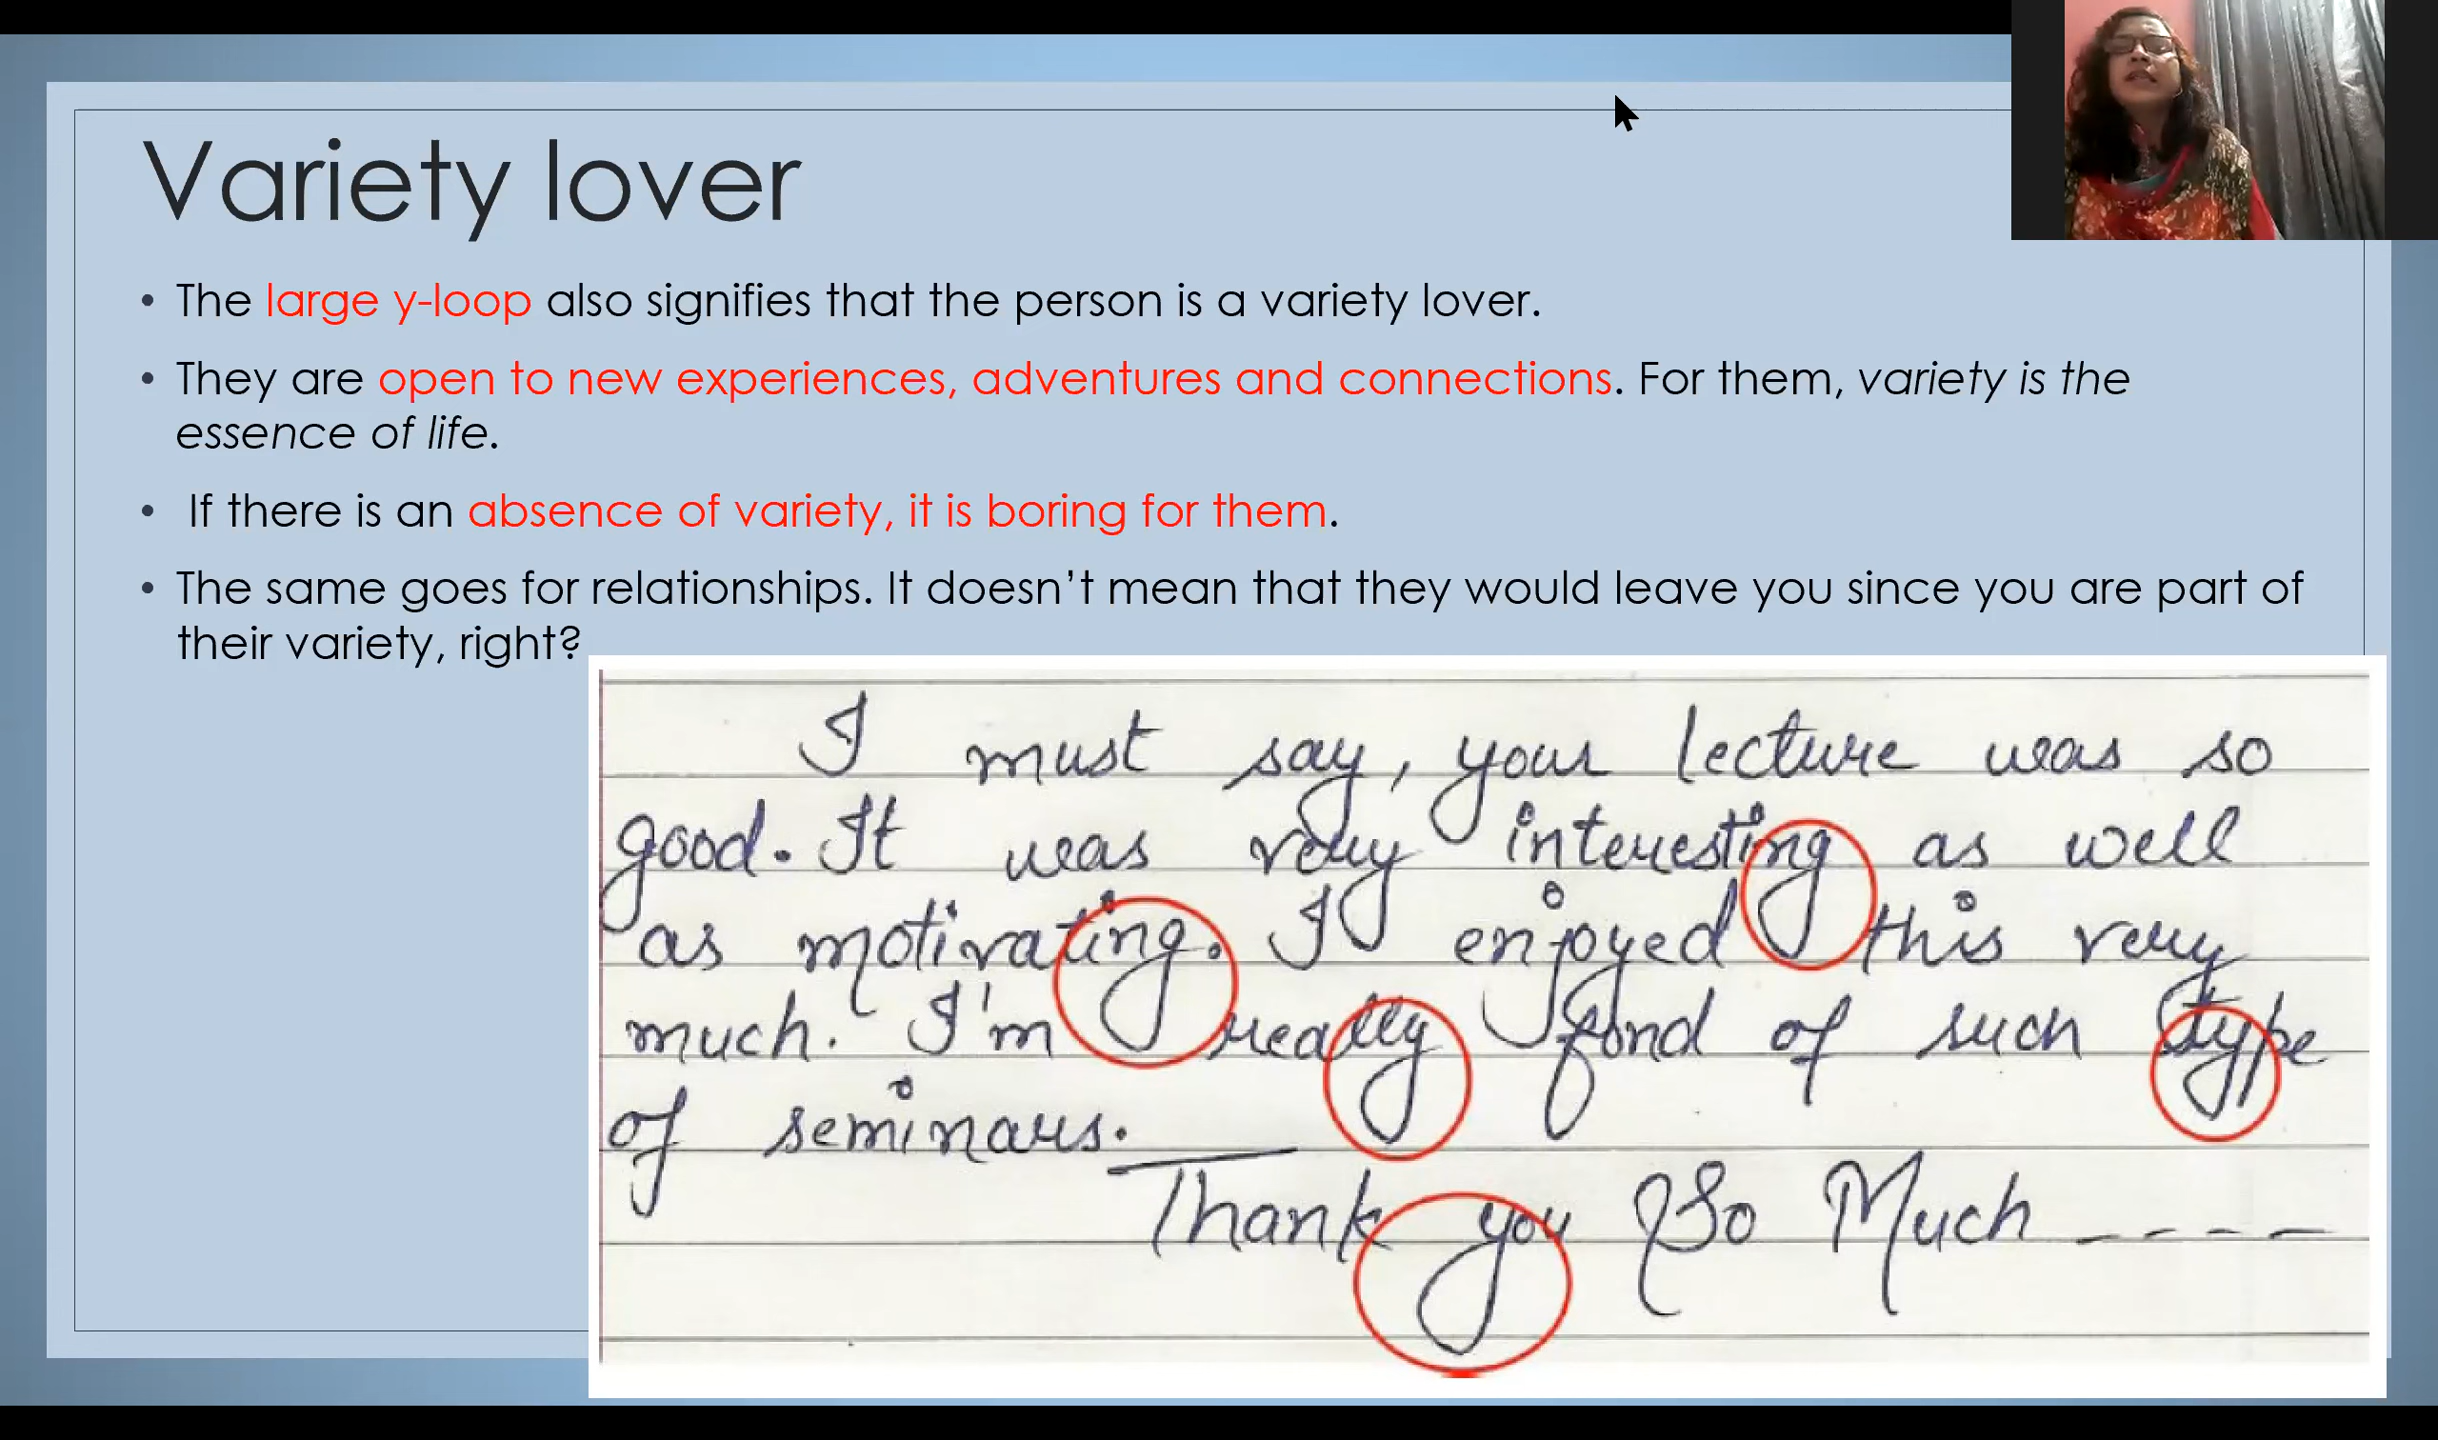 Variety lover
• The large y-loop also signifies that the person is a variety lover.
• They are open to new experiences, adventures and connections. For them, variety is the
essence of life.
• If there is an absence of variety, it is boring for them.
• The same goes for relationships. It doesn’t mean that they would leave you since you are part of
their variety, right?
I must say, your lecture was so
good. It was very interesting as well
as motivating. I enjoyed this very
much. I'm really fond of such type
of seminars.
Thank you So Much ----